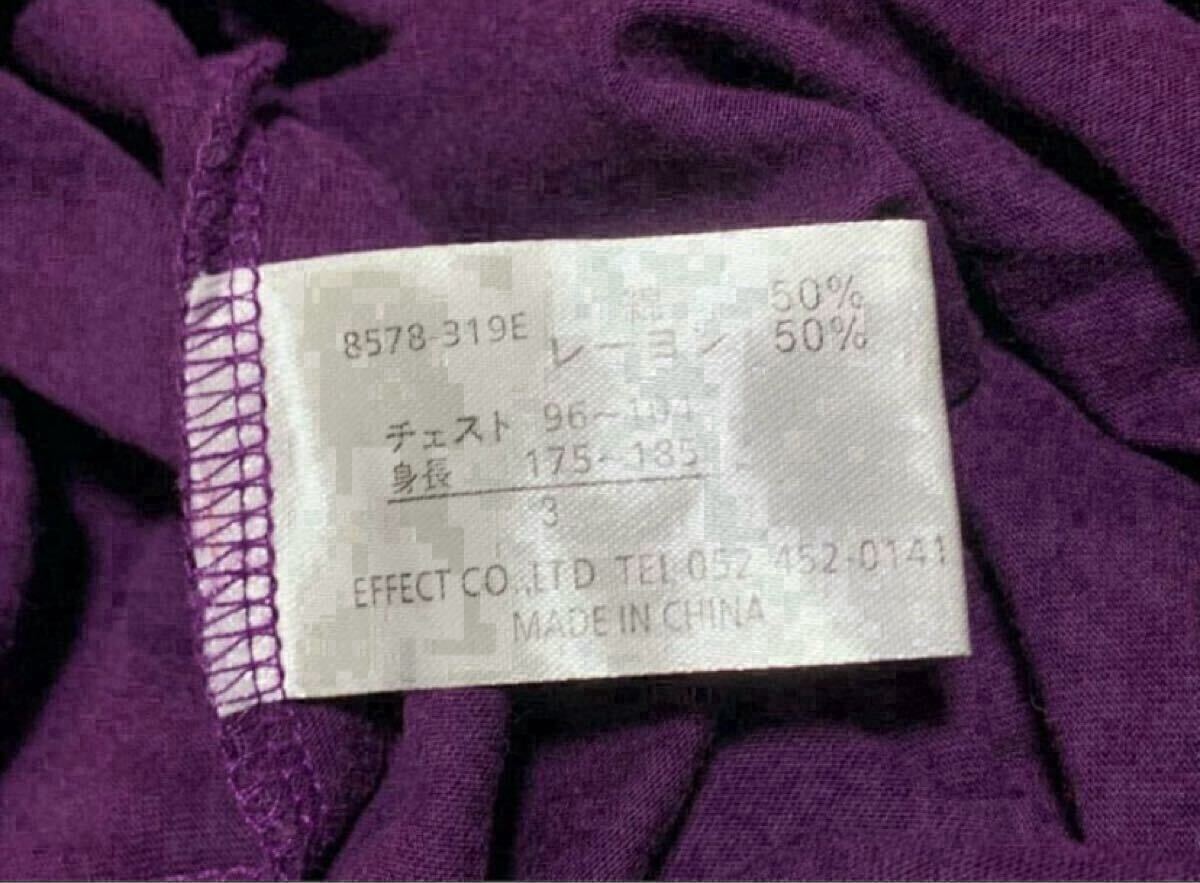 綿 50%
8578-319E レーヨン 50%
チェスト 96～104
身長 175～185
3
EFFECT CO.,LTD TEL 052-452-0141
MADE IN CHINA